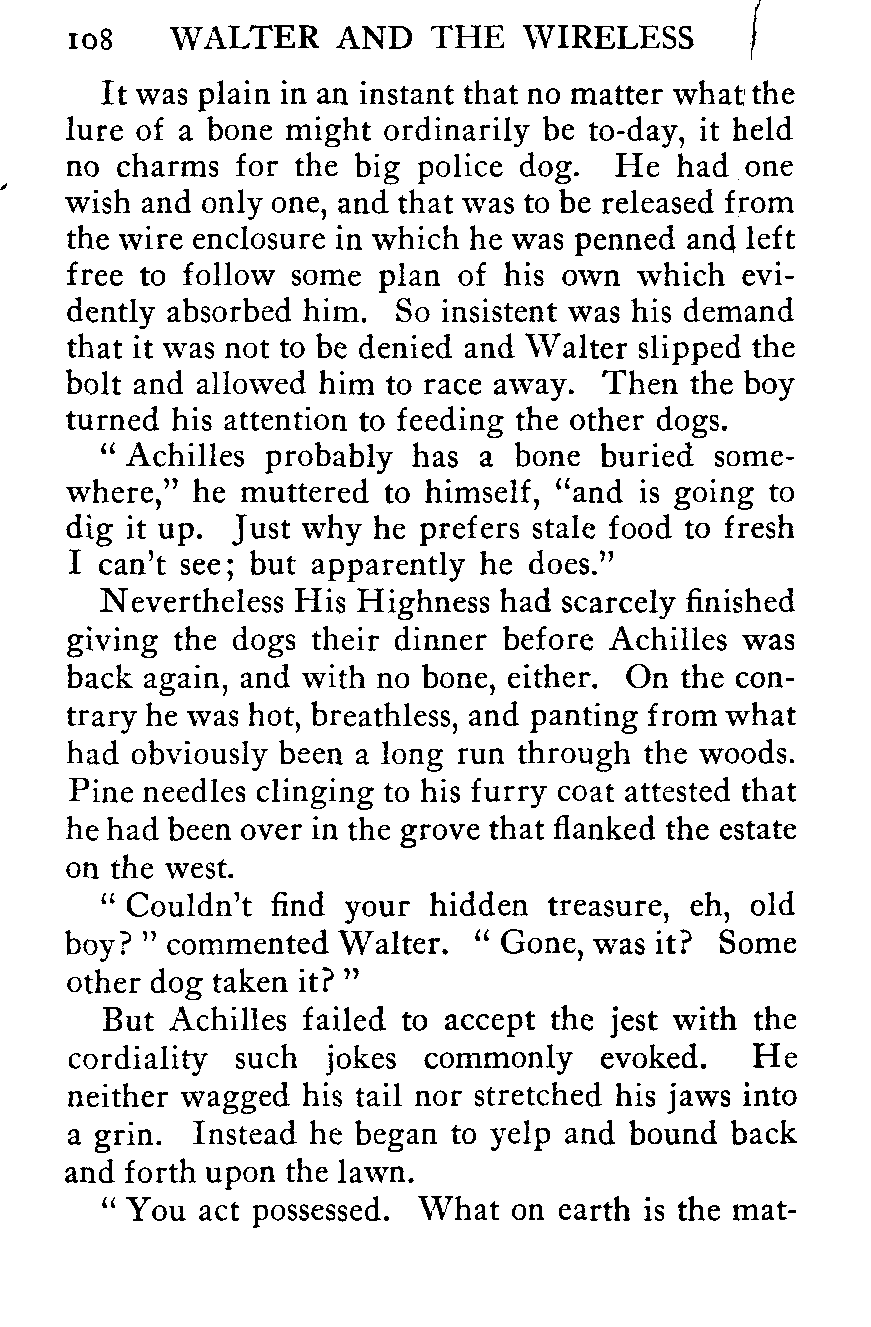 108 WALTER AND THE WIRELESS
It was plain in an instant that no matter what the
lure of a bone might ordinarily be to-day, it held
no charms for the big police dog. He had one
wish and only one, and that was to be released from
the wire enclosure in which he was penned and left
free to follow some plan of his own which evi-
dently absorbed him. So insistent was his demand
that it was not to be denied and Walter slipped the
bolt and allowed him to race away. Then the boy
turned his attention to feeding the other dogs.
“ Achilles probably has a bone buried some-
where,” he muttered to himself, “and is going to
dig it up. Just why he prefers stale food to fresh
I can't see; but apparently he does.”
Nevertheless His Highness had scarcely finished
giving the dogs their dinner before Achilles was
back again, and with no bone, either. On the con-
trary he was hot, breathless, and panting from what
had obviously been a long run through the woods.
Pine needles clinging to his furry coat attested that
he had been over in the grove that flanked the estate
on the west.
“ Couldn't find your hidden treasure, eh, old
boy? ” commented Walter. “ Gone, was it? Some
other dog taken it? ”
But Achilles failed to accept the jest with the
cordiality such jokes commonly evoked. He
neither wagged his tail nor stretched his jaws into
a grin. Instead he began to yelp and bound back
and forth upon the lawn.
“ You act possessed. What on earth is the mat-